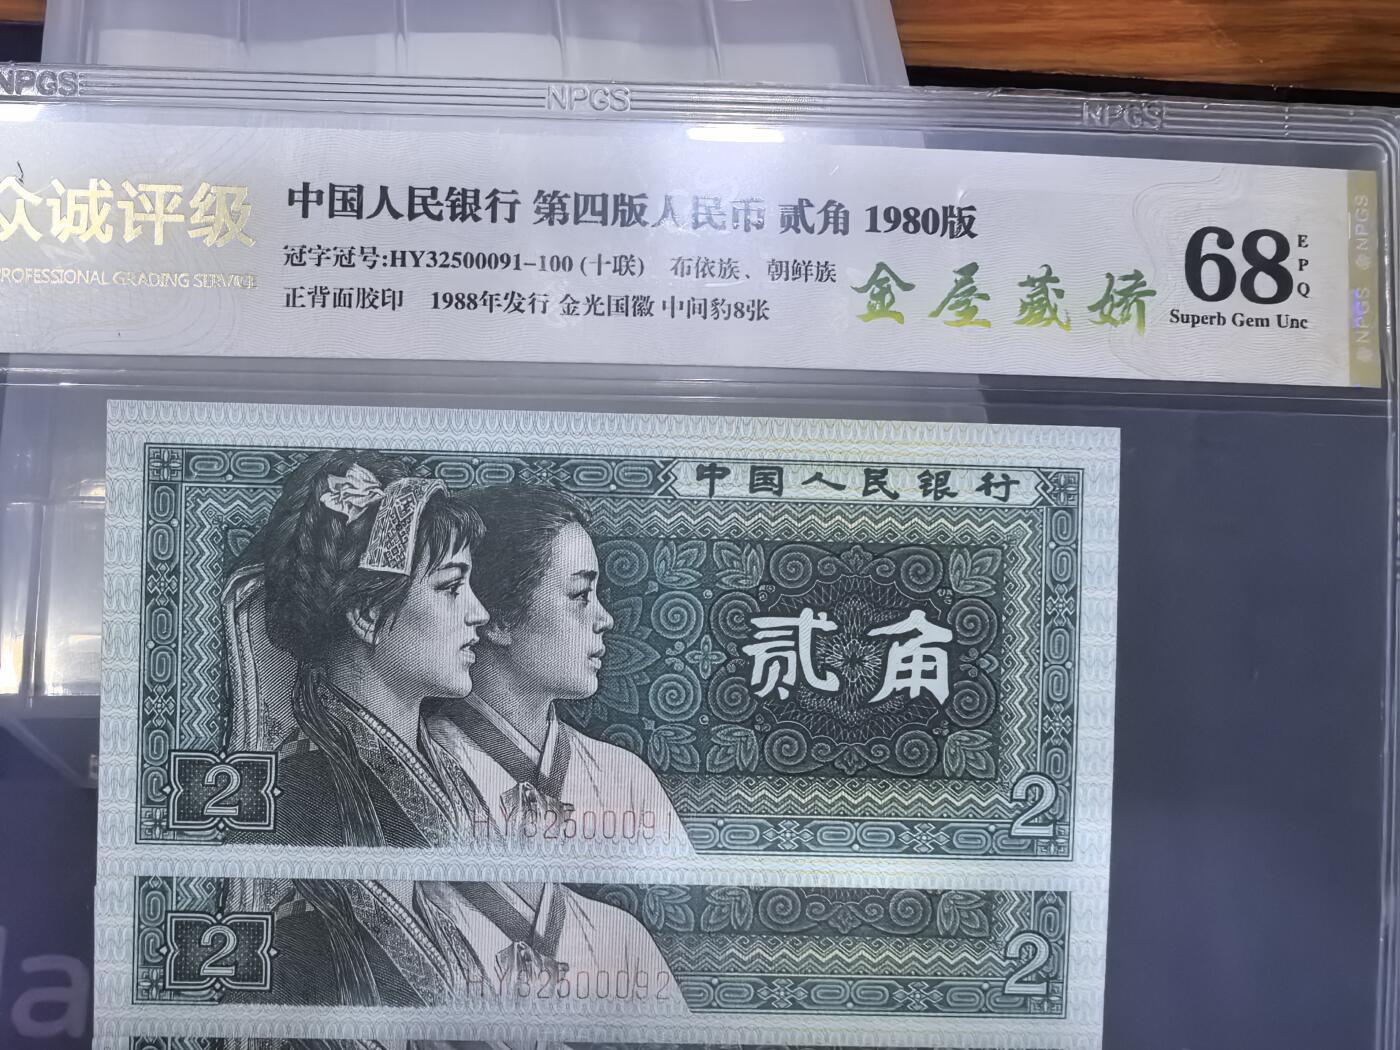 NPGS
NPGS
NPGS
众诚评级
PROFESSIONAL GRADING SERVICE
中国人民银行 第四版人民币 贰角 1980版
冠字冠号:HY32500091-100 (十联) 布依族、朝鲜族
正背面胶印 1988年发行 金光国徽 中间豹8张
金屋藏娇
68
EPQ
Superb Gem Unc
@NPGS @NPGS
中国人民银行
贰角
2
2
HY32500091
2
2
HY32500092
a